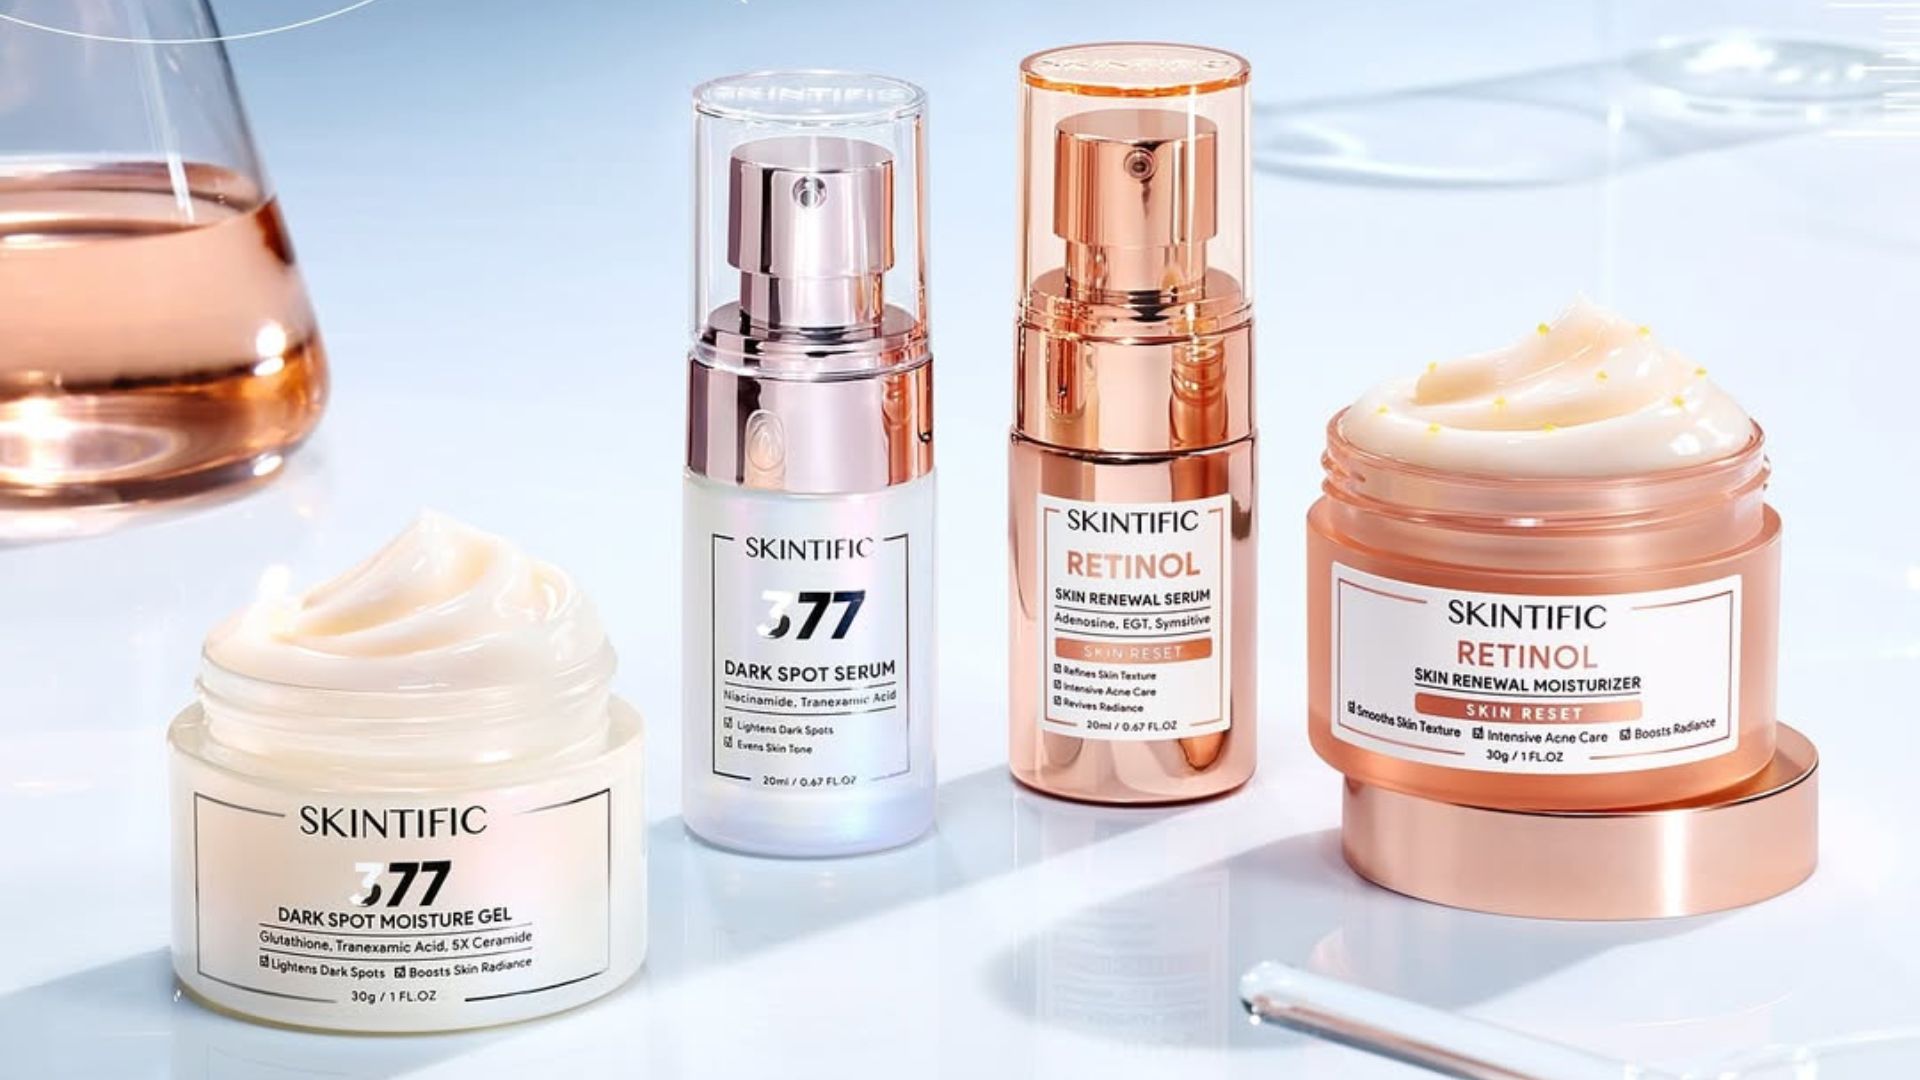 SKINTIFIC
377
DARK SPOT MOISTURE GEL
Glutathione, Tranexamic Acid, 5X Ceramide
Lightens Dark Spots Boosts Skin Radiance
30g / 1 FL.OZ
SKINTIFIC
SKINTIFIC
377
DARK SPOT SERUM
Niacinamide, Tranexamic Acid
Lightens Dark Spots
Evens Skin Tone
20ml / 0.67 FL.OZ
SKINTIFIC
RETINOL
SKIN RENEWAL SERUM
Adenosine, EGT, Symsitive
SKIN RESET
Refines Skin Texture
Intensive Acne Care
Revives Radiance
20ml / 0.67 FL.OZ
SKINTIFIC
RETINOL
SKIN RENEWAL MOISTURIZER
SKIN RESET
Smooths Skin Texture Intensive Acne Care Boosts Radiance
30g / 1 FL.OZ